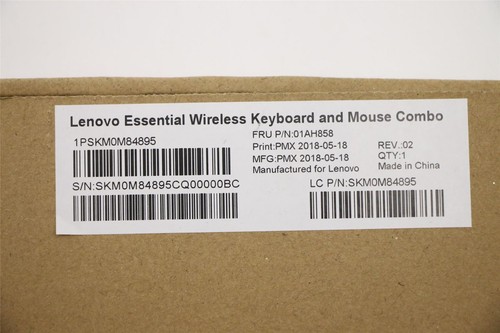 Lenovo Essential Wireless Keyboard and Mouse Combo
1PSKM0M84895
FRU P/N:01AH858
Print:PMX 2018-05-18 REV.:02
MFG:PMX 2018-05-18 QTY:1
Manufactured for Lenovo Made in China
S/N:SKM0M84895CQ00000BC
LC P/N:SKM0M84895